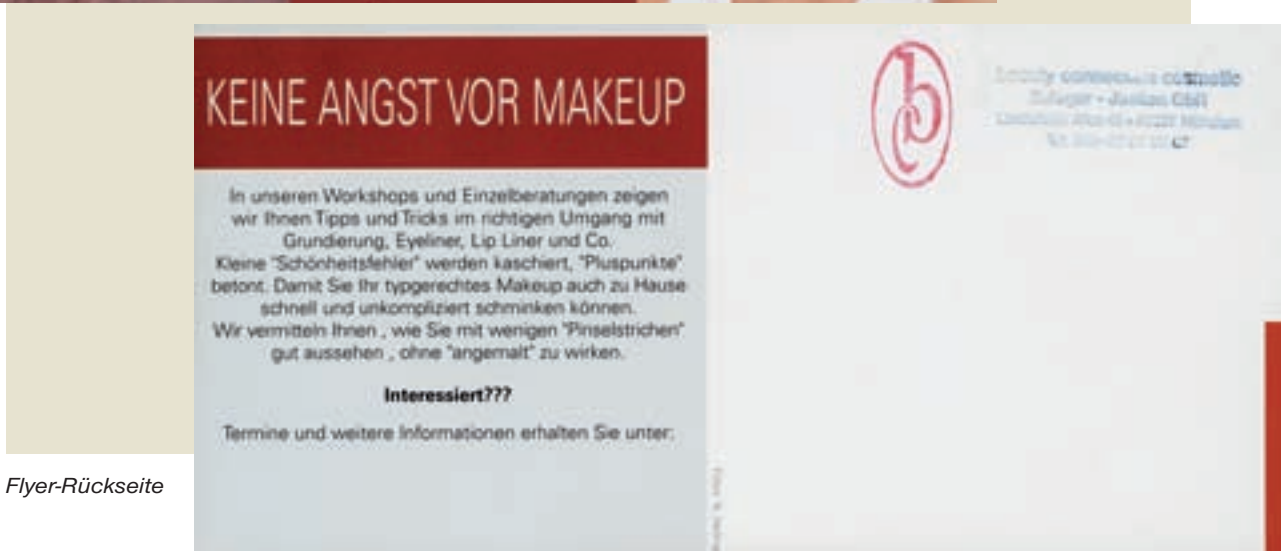 KEINE ANGST VOR MAKEUP
In unseren Workshops und Einzelberatungen zeigen
wir Ihnen Tipps und Tricks im richtigen Umgang mit
Grundierung, Eyeliner, Lip Liner und Co.
Kleine "Schönheitsfehler" werden kaschiert, "Pluspunkte"
betont. Damit Sie Ihr typgerechtes Makeup auch zu Hause
schnell und unkompliziert schminken können.
Wir vermitteln Ihnen , wie Sie mit wenigen "Pinselstrichen"
gut aussehen , ohne "angemalt" zu wirken.
Interessiert???
Termine und weitere Informationen erhalten Sie unter:
bc
cosmetic
Flyer-Rückseite